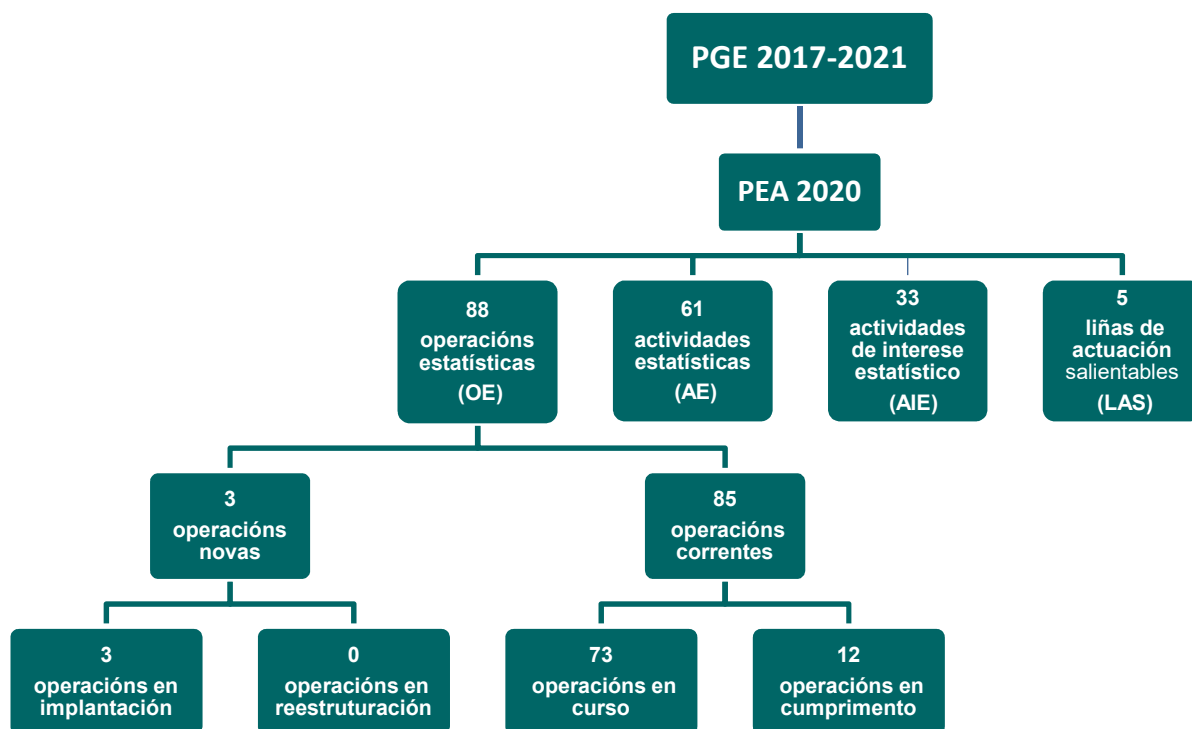 PGE 2017-2021
PEA 2020
88
operacións
estatísticas
(OE)
61
actividades
estatísticas
(AE)
33
actividades
de interese
estatístico
(AIE)
5
liñas de
actuación
salientables
(LAS)
3
operacións
novas
85
operacións
correntes
3
operacións en
implantación
0
operacións en
reestruturación
73
operacións en
curso
12
operacións en
cumprimento